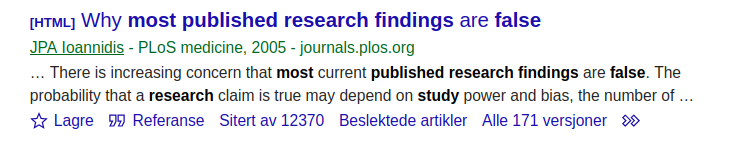 [HTML] Why most published research findings are false
JPA Ioannidis - PLoS medicine, 2005 - journals.plos.org
… There is increasing concern that most current published research findings are false. The
probability that a research claim is true may depend on study power and bias, the number of …
Lagre Referanse Sitert av 12370 Beslektede artikler Alle 171 versjoner